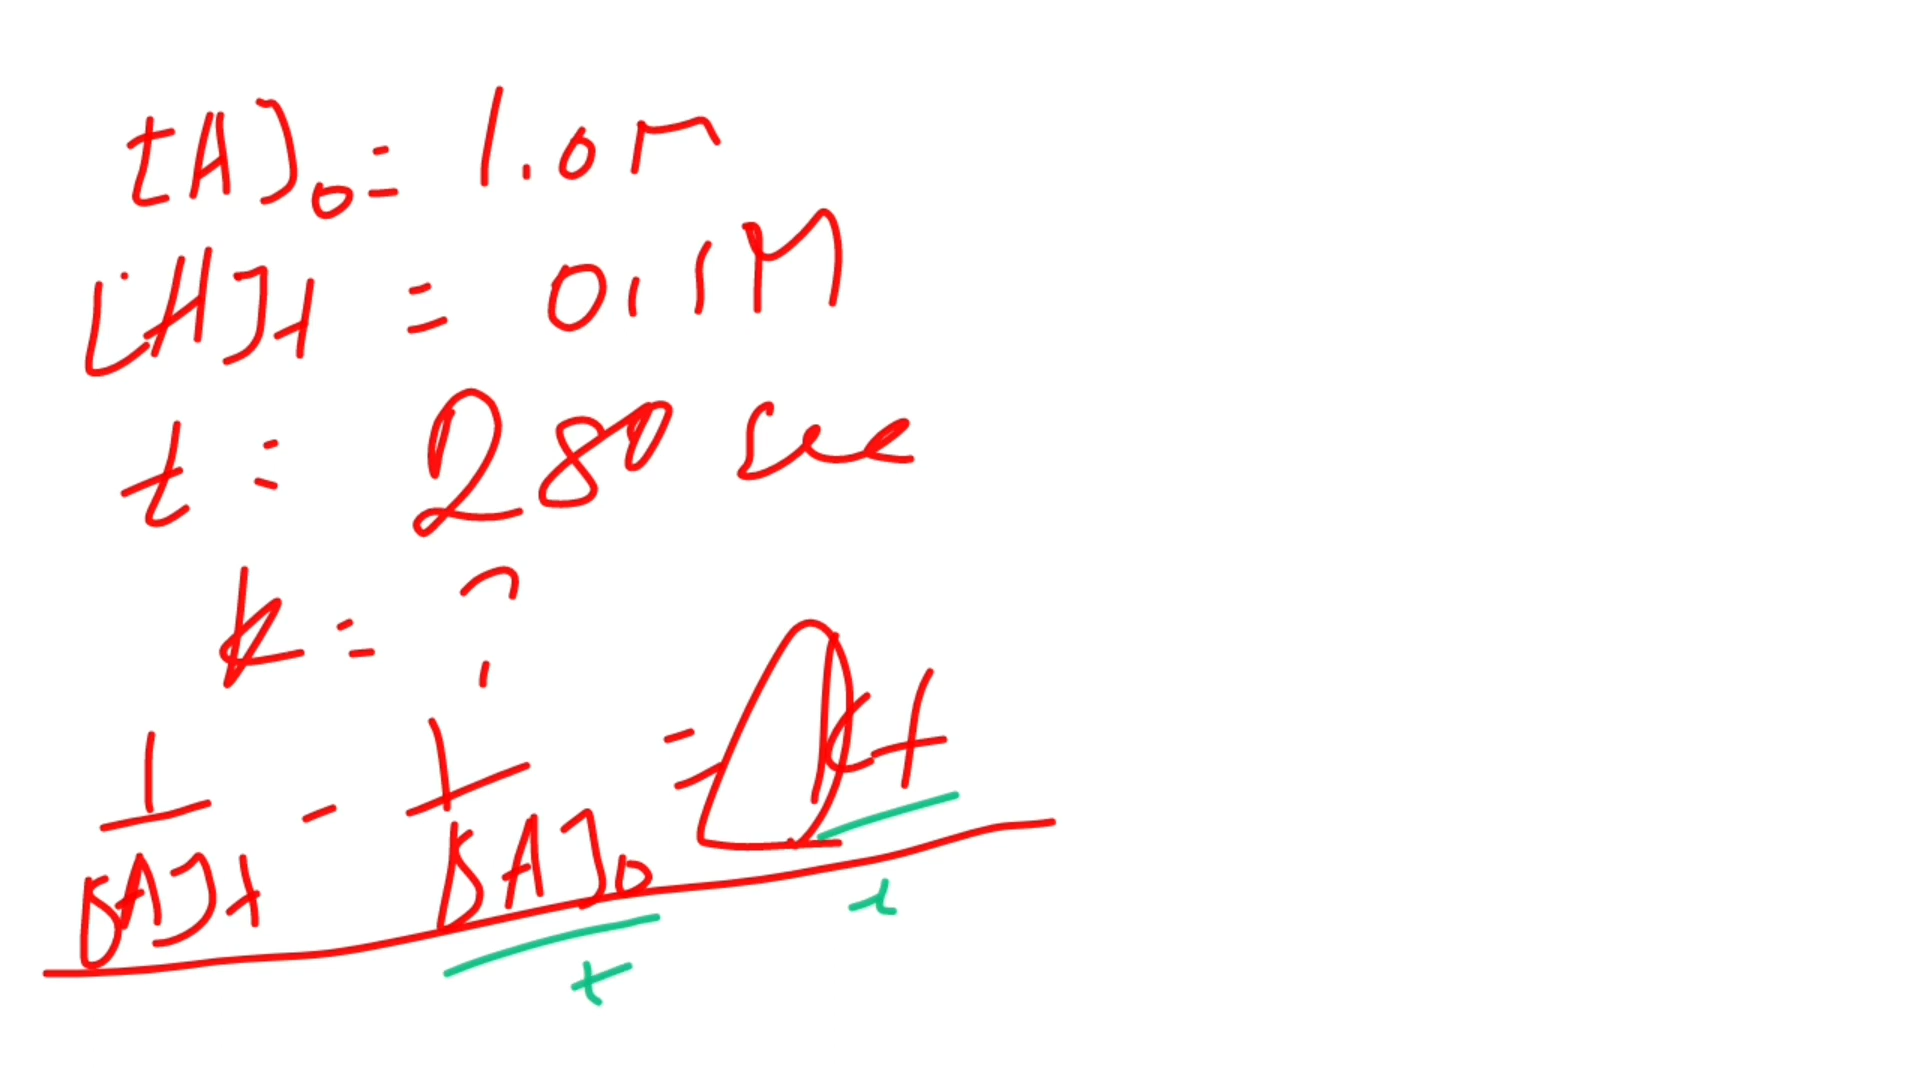 [A]₀ = 1.0 M
[A]t = 0.1 M
t = 280 sec
k = ?
1/[A]t - 1/[A]₀ = kt
t
t